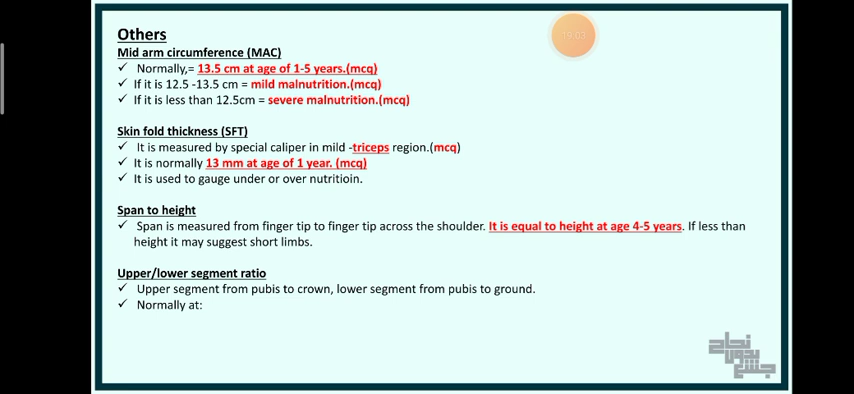 19:03
Others
Mid arm circumference (MAC)
✓ Normally,= 13.5 cm at age of 1-5 years.(mcq)
✓ If it is 12.5 -13.5 cm = mild malnutrition.(mcq)
✓ If it is less than 12.5cm = severe malnutrition.(mcq)
Skin fold thickness (SFT)
✓ It is measured by special caliper in mild -triceps region.(mcq)
✓ It is normally 13 mm at age of 1 year. (mcq)
✓ It is used to gauge under or over nutritioin.
Span to height
✓ Span is measured from finger tip to finger tip across the shoulder. It is equal to height at age 4-5 years. If less than
height it may suggest short limbs.
Upper/lower segment ratio
✓ Upper segment from pubis to crown, lower segment from pubis to ground.
✓ Normally at:
نجاح
بدون
جشع